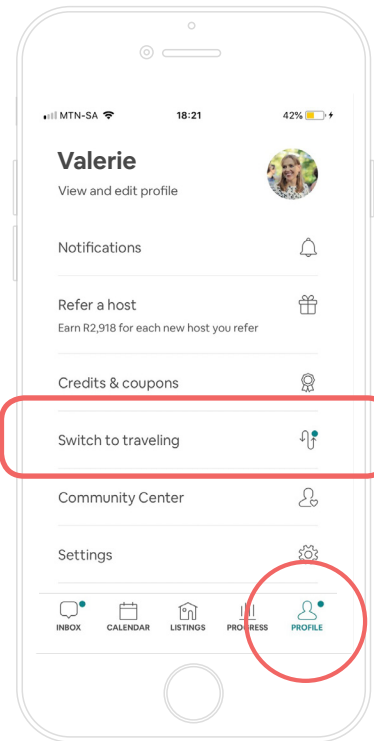 MTN-SA 18:21 42%
Valerie
View and edit profile
Notifications
Refer a host
Earn R2,918 for each new host you refer
Credits & coupons
Switch to traveling
Community Center
Settings
INBOX CALENDAR LISTINGS PROGRESS PROFILE